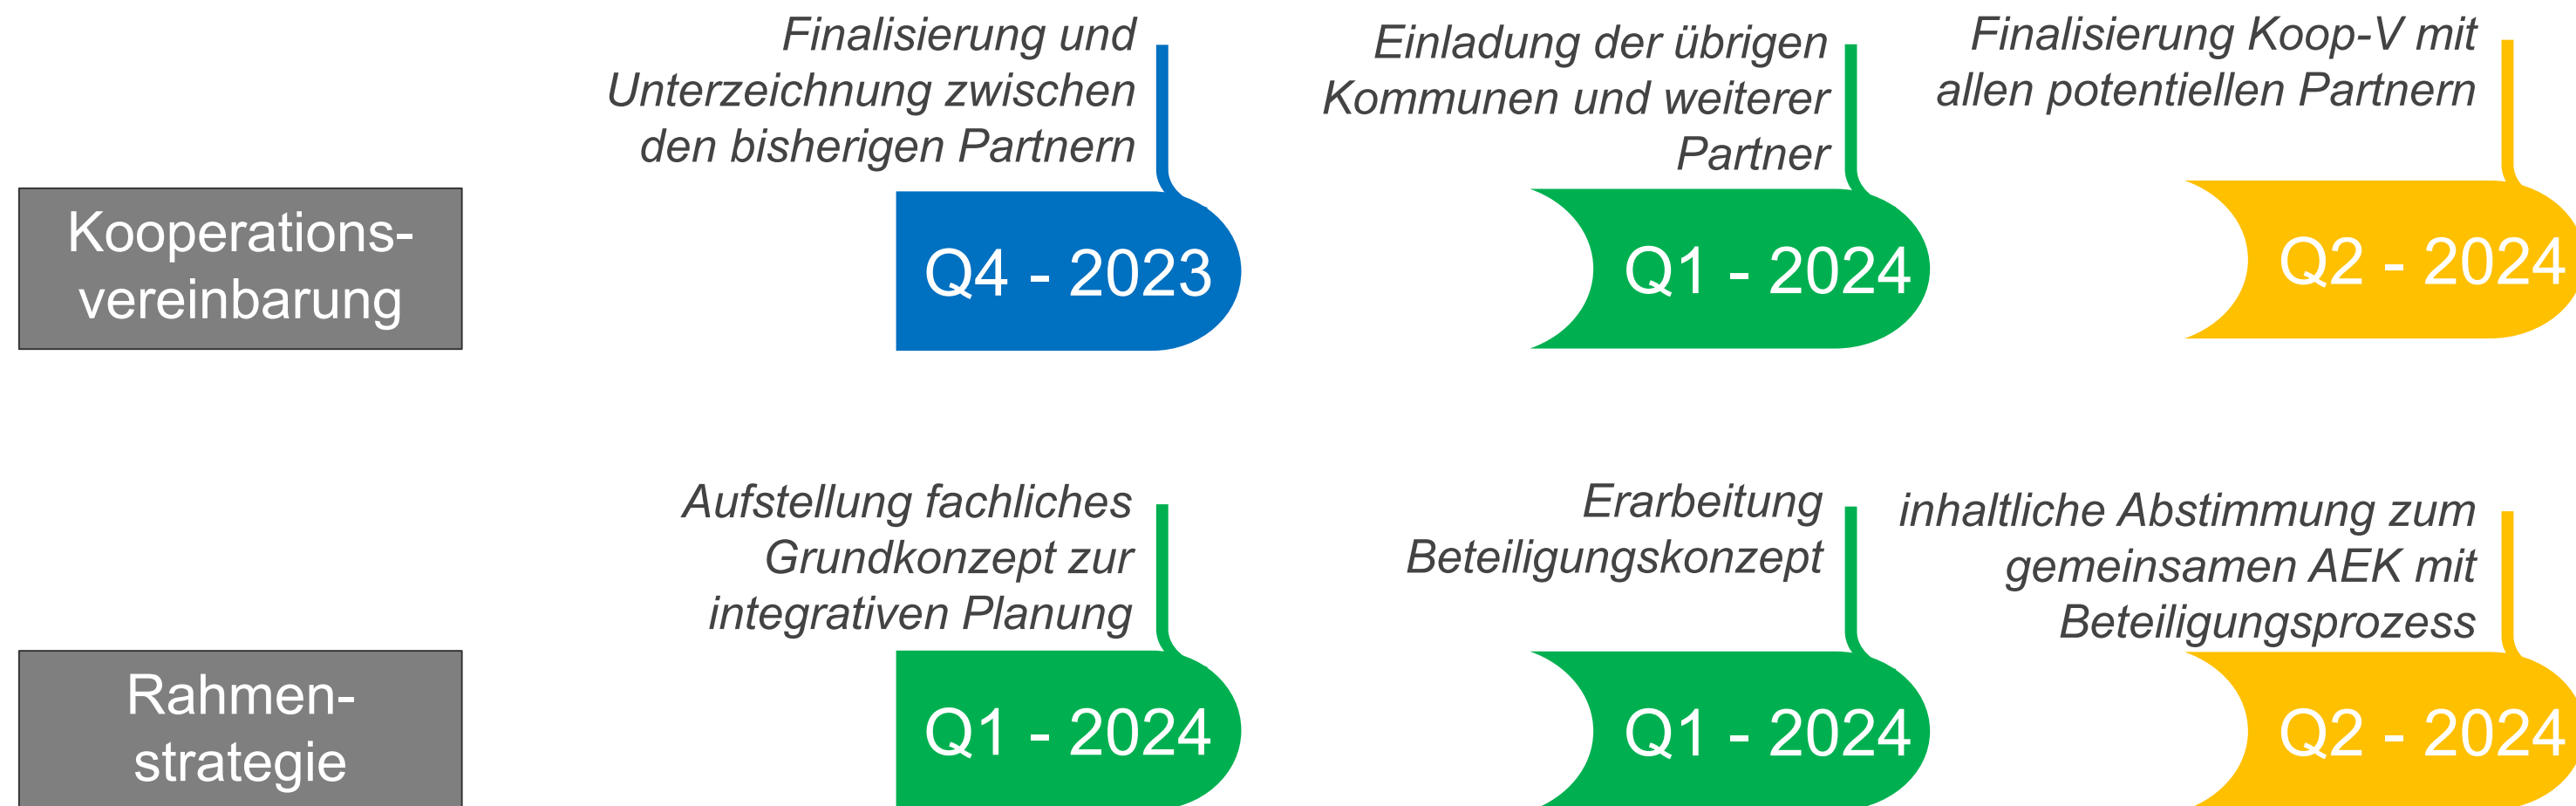 Kooperations-
vereinbarung
Finalisierung und
Unterzeichnung zwischen
den bisherigen Partnern
Q4 - 2023
Einladung der übrigen
Kommunen und weiterer
Partner
Q1 - 2024
Finalisierung Koop-V mit
allen potentiellen Partnern
Q2 - 2024
Rahmen-
strategie
Aufstellung fachliches
Grundkonzept zur
integrativen Planung
Q1 - 2024
Erarbeitung
Beteiligungskonzept
Q1 - 2024
inhaltliche Abstimmung zum
gemeinsamen AEK mit
Beteiligungsprozess
Q2 - 2024